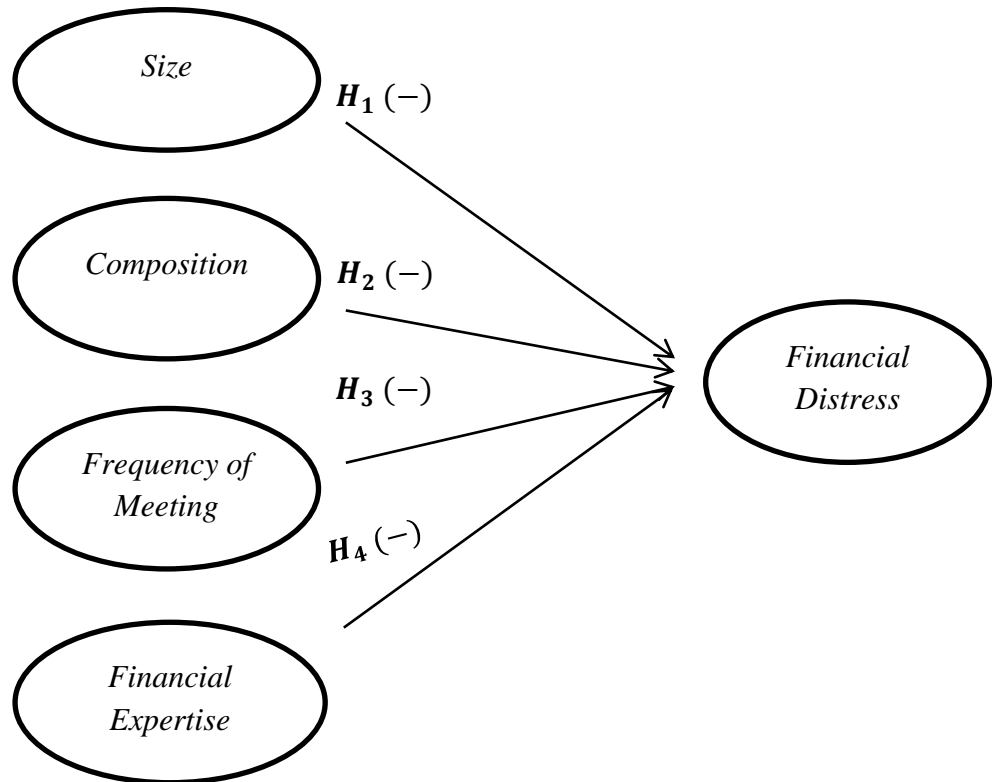 Size
H₁ (−)
Composition
H₂ (−)
Financial
Distress
H₃ (−)
Frequency of
Meeting
H₄ (−)
Financial
Expertise